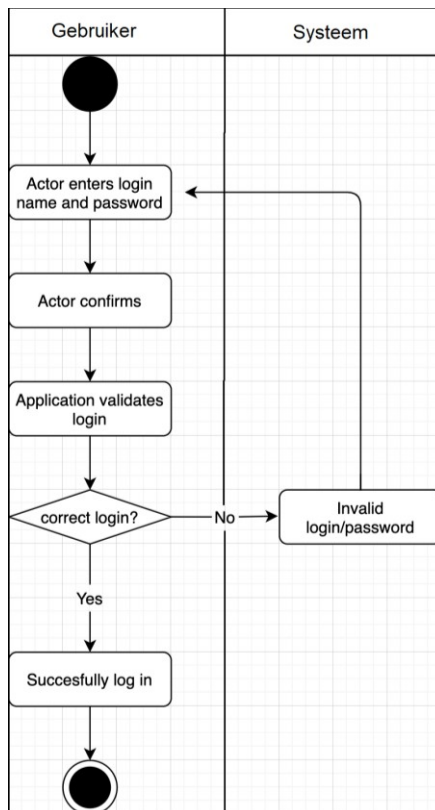 Gebruiker
Systeem
Actor enters login
name and password
Actor confirms
Application validates
login
correct login?
No
Invalid
login/password
Yes
Succesfully log in